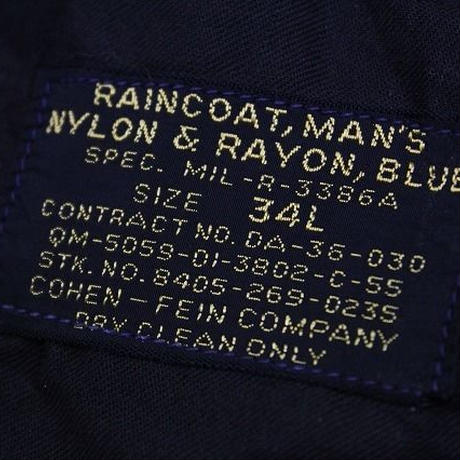 RAINCOAT, MAN'S
NYLON & RAYON, BLUE
SPEC. MIL-R-3386A
SIZE 34L
CONTRACT NO. DA-36-030
QM-5059-01-3802-C-55
STK. NO. 8405-269-0235
COHEN-FEIN COMPANY
DRY CLEAN ONLY